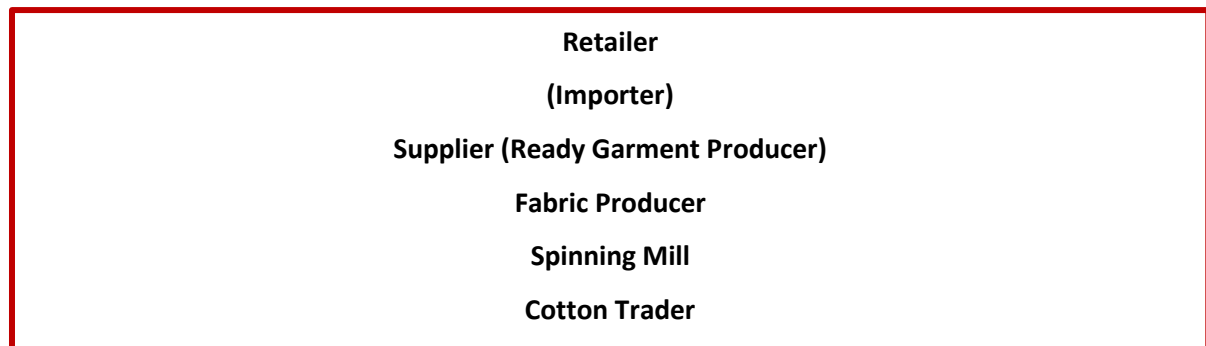 Retailer
(Importer)
Supplier (Ready Garment Producer)
Fabric Producer
Spinning Mill
Cotton Trader